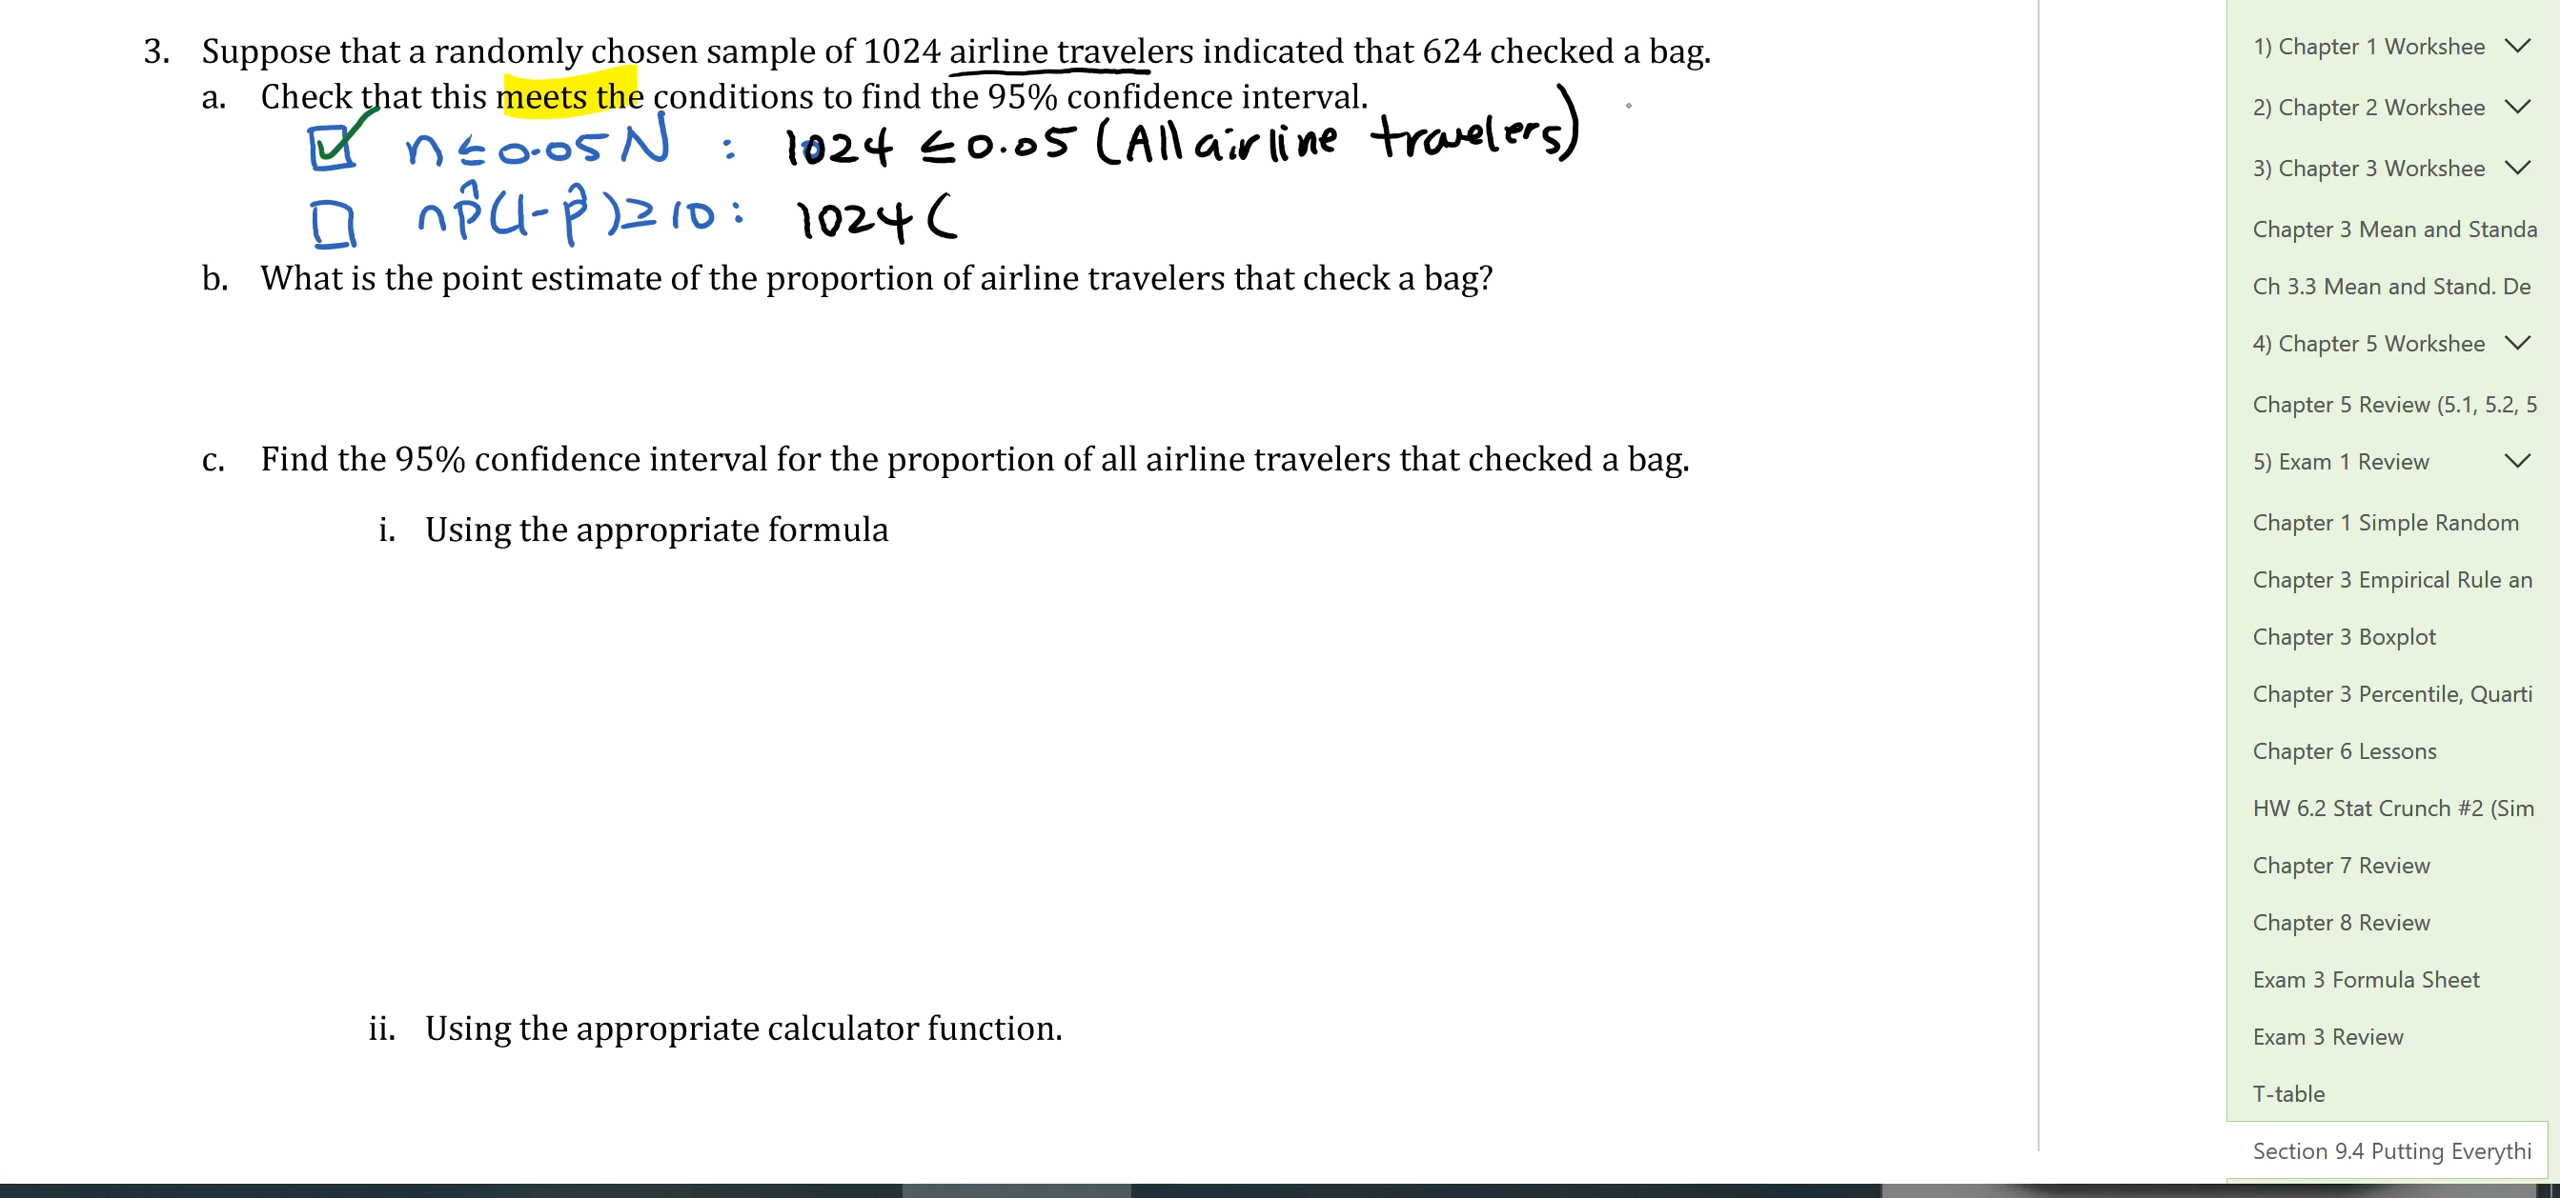 3. Suppose that a randomly chosen sample of 1024 airline travelers indicated that 624 checked a bag.
a. Check that this meets the conditions to find the 95% confidence interval.
n ≤ 0.05 N : 1024 ≤ 0.05 (All airline travelers)
n p̂ (1 - p̂ ) ≥ 10 : 1024 (
b. What is the point estimate of the proportion of airline travelers that check a bag?
c. Find the 95% confidence interval for the proportion of all airline travelers that checked a bag.
i. Using the appropriate formula
ii. Using the appropriate calculator function.
1) Chapter 1 Workshee
2) Chapter 2 Workshee
3) Chapter 3 Workshee
Chapter 3 Mean and Standa
Ch 3.3 Mean and Stand. De
4) Chapter 5 Workshee
Chapter 5 Review (5.1, 5.2, 5
5) Exam 1 Review
Chapter 1 Simple Random
Chapter 3 Empirical Rule an
Chapter 3 Boxplot
Chapter 3 Percentile, Quarti
Chapter 6 Lessons
HW 6.2 Stat Crunch #2 (Sim
Chapter 7 Review
Chapter 8 Review
Exam 3 Formula Sheet
Exam 3 Review
T-table
Section 9.4 Putting Everythi